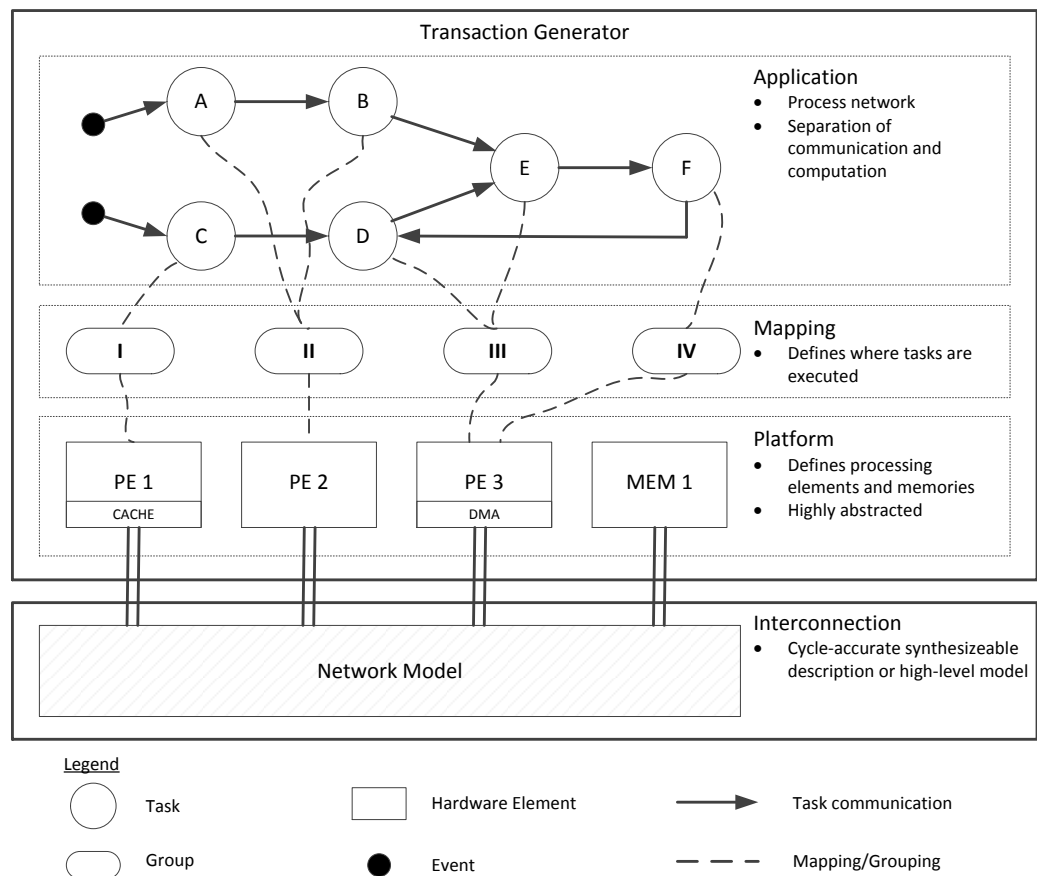 Transaction Generator
Application
● Process network
● Separation of
communication and
computation
A
B
E
F
C
D
Mapping
● Defines where tasks are
executed
I
II
III
IV
Platform
● Defines processing
elements and memories
● Highly abstracted
PE 1
CACHE
PE 2
PE 3
DMA
MEM 1
Interconnection
● Cycle-accurate synthesizeable
description or high-level model
Network Model
Legend
Task
Hardware Element
Task communication
Group
Event
Mapping/Grouping